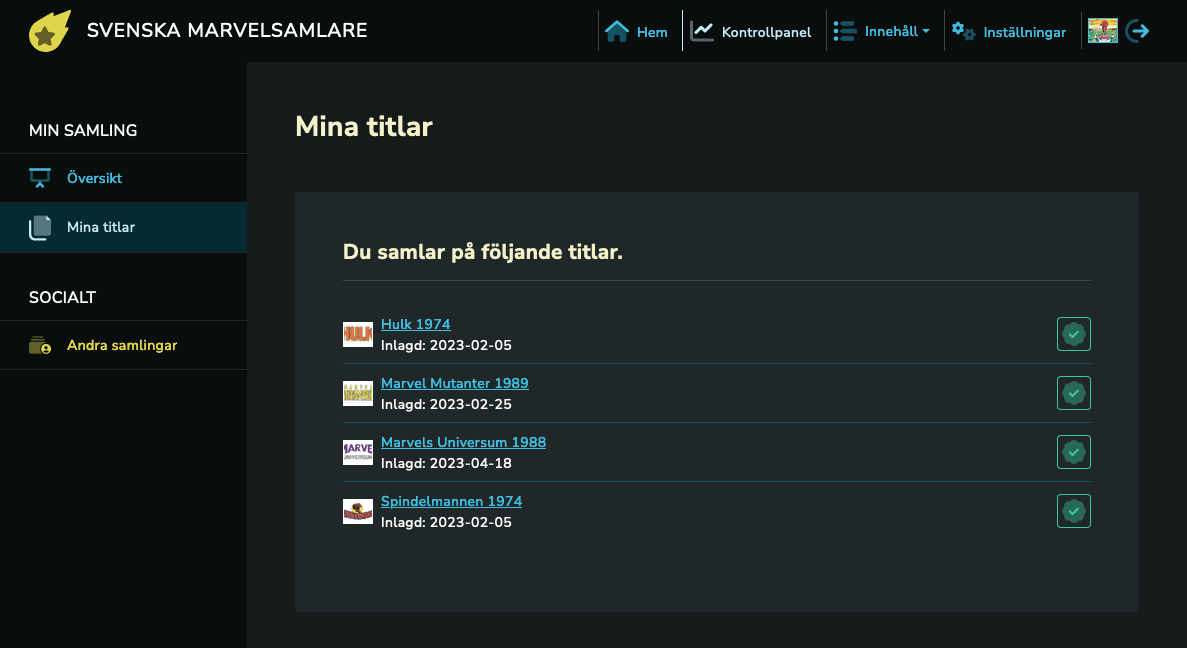 SVENSKA MARVELSAMLARE
Hem
Kontrollpanel
Innehåll
Inställningar
MIN SAMLING
Översikt
Mina titlar
SOCIALT
Andra samlingar
Mina titlar
Du samlar på följande titlar.
HULK
Hulk 1974
Inlagd: 2023-02-05
Marvel Mutanter 1989
Inlagd: 2023-02-25
Marvels Universum 1988
Inlagd: 2023-04-18
Spindelmannen 1974
Inlagd: 2023-02-05